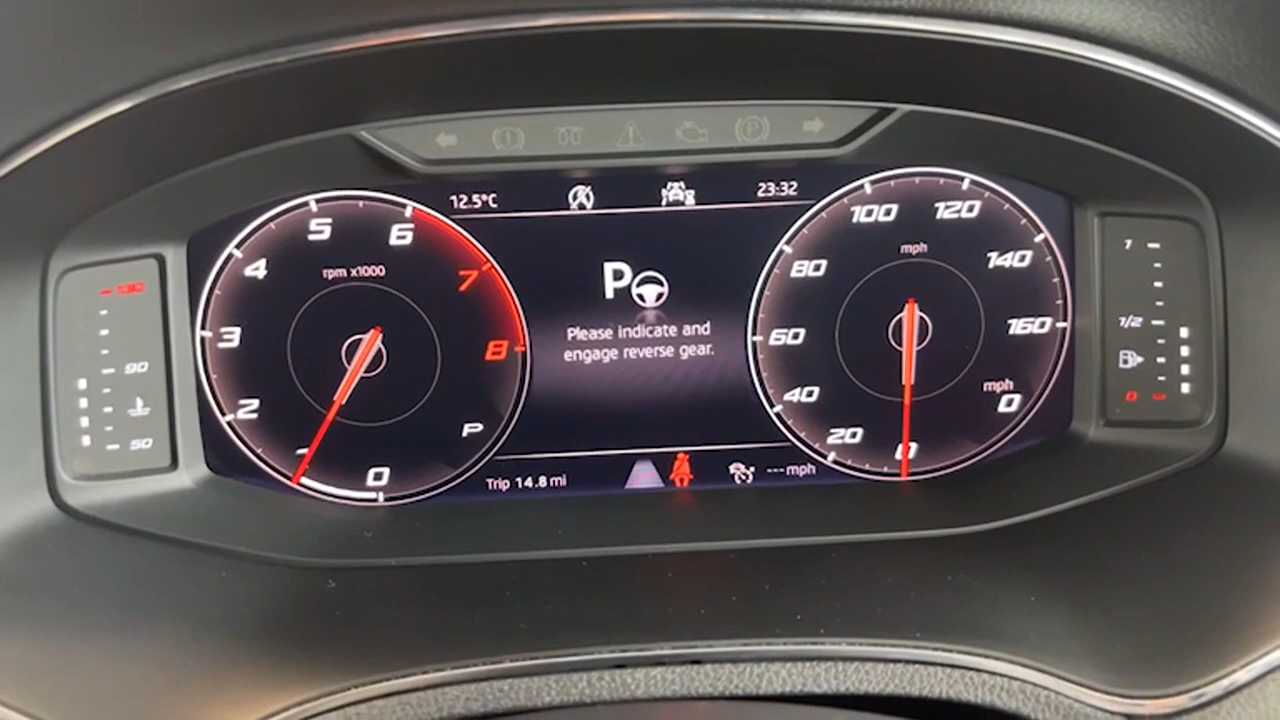 12.5°C
23:32
rpm x1000
0
1
2
3
4
5
6
7
8
P
P
Please indicate and
engage reverse gear.
Trip 14.8 mi
--- mph
mph
0
20
40
60
80
100
120
140
160
mph
0
130
90
50
1
1/2
0
P